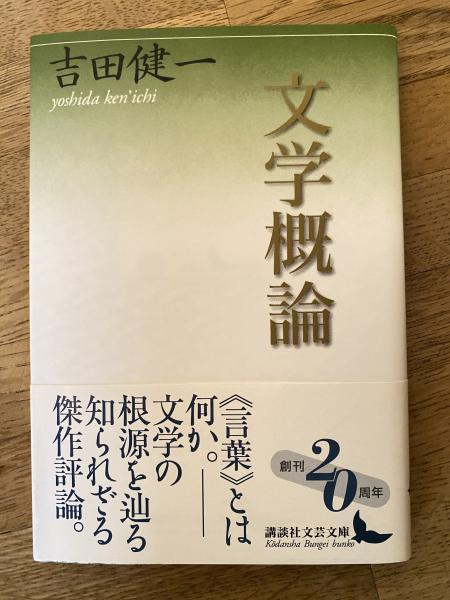 吉田健一
yoshida ken'ichi
文学概論
《言葉》とは
何か。――
文学の
根源を辿る
知られざる
傑作評論。
創刊
20
周年
講談社文芸文庫
Kōdansha Bungei bunko